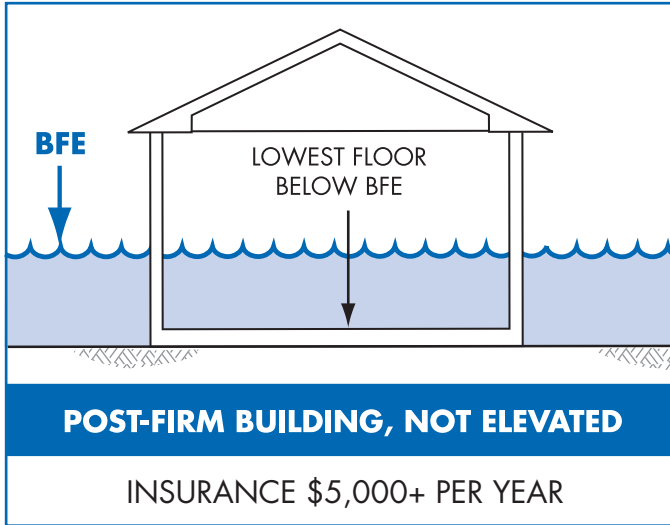 BFE
LOWEST FLOOR
BELOW BFE
POST-FIRM BUILDING, NOT ELEVATED
INSURANCE $5,000+ PER YEAR